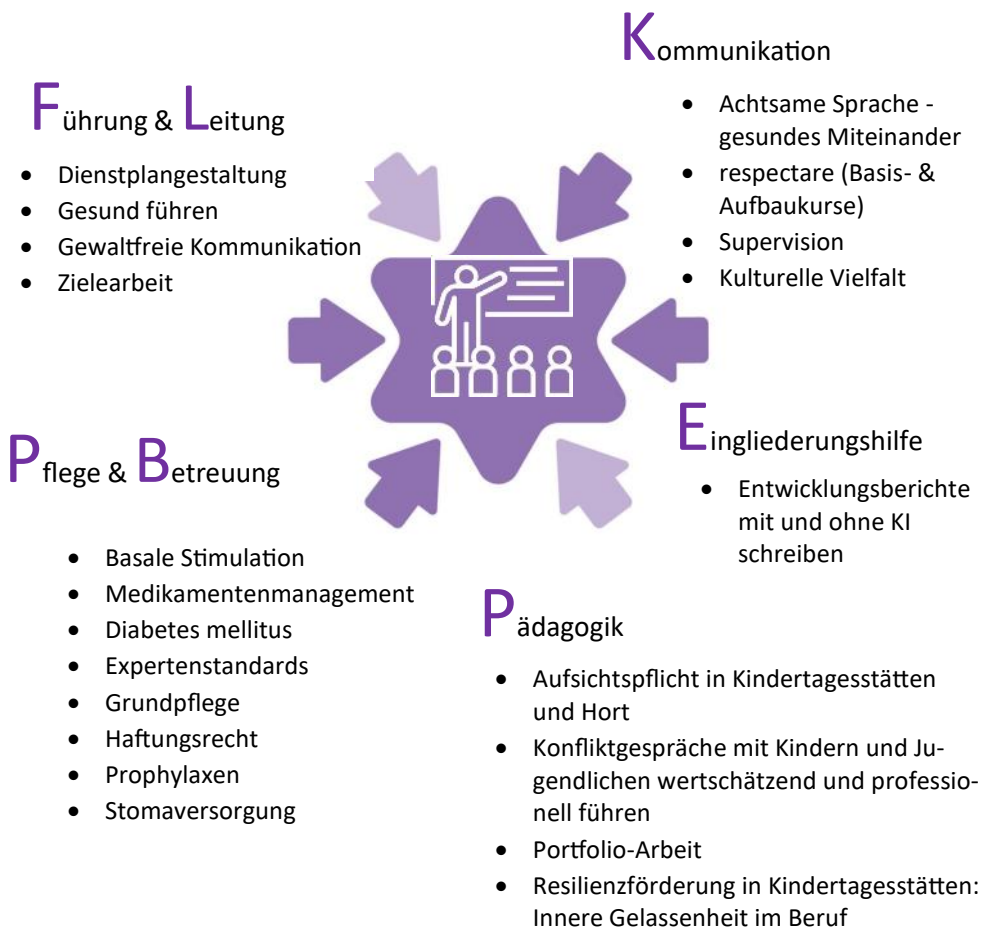 Führung & Leitung
• Dienstplangestaltung
• Gesund führen
• Gewaltfreie Kommunikation
• Zielearbeit
Kommunikation
• Achtsame Sprache -
gesundes Miteinander
• respectare (Basis- &
Aufbaukurse)
• Supervision
• Kulturelle Vielfalt
Pflege & Betreuung
• Basale Stimulation
• Medikamentenmanagement
• Diabetes mellitus
• Expertenstandards
• Grundpflege
• Haftungsrecht
• Prophylaxen
• Stomaversorgung
Eingliederungshilfe
• Entwicklungsberichte
mit und ohne KI
schreiben
Pädagogik
• Aufsichtspflicht in Kindertagesstätten
und Hort
• Konfliktgespräche mit Kindern und Ju-
gendlichen wertschätzend und professio-
nell führen
• Portfolio-Arbeit
• Resilienzförderung in Kindertagesstätten:
Innere Gelassenheit im Beruf